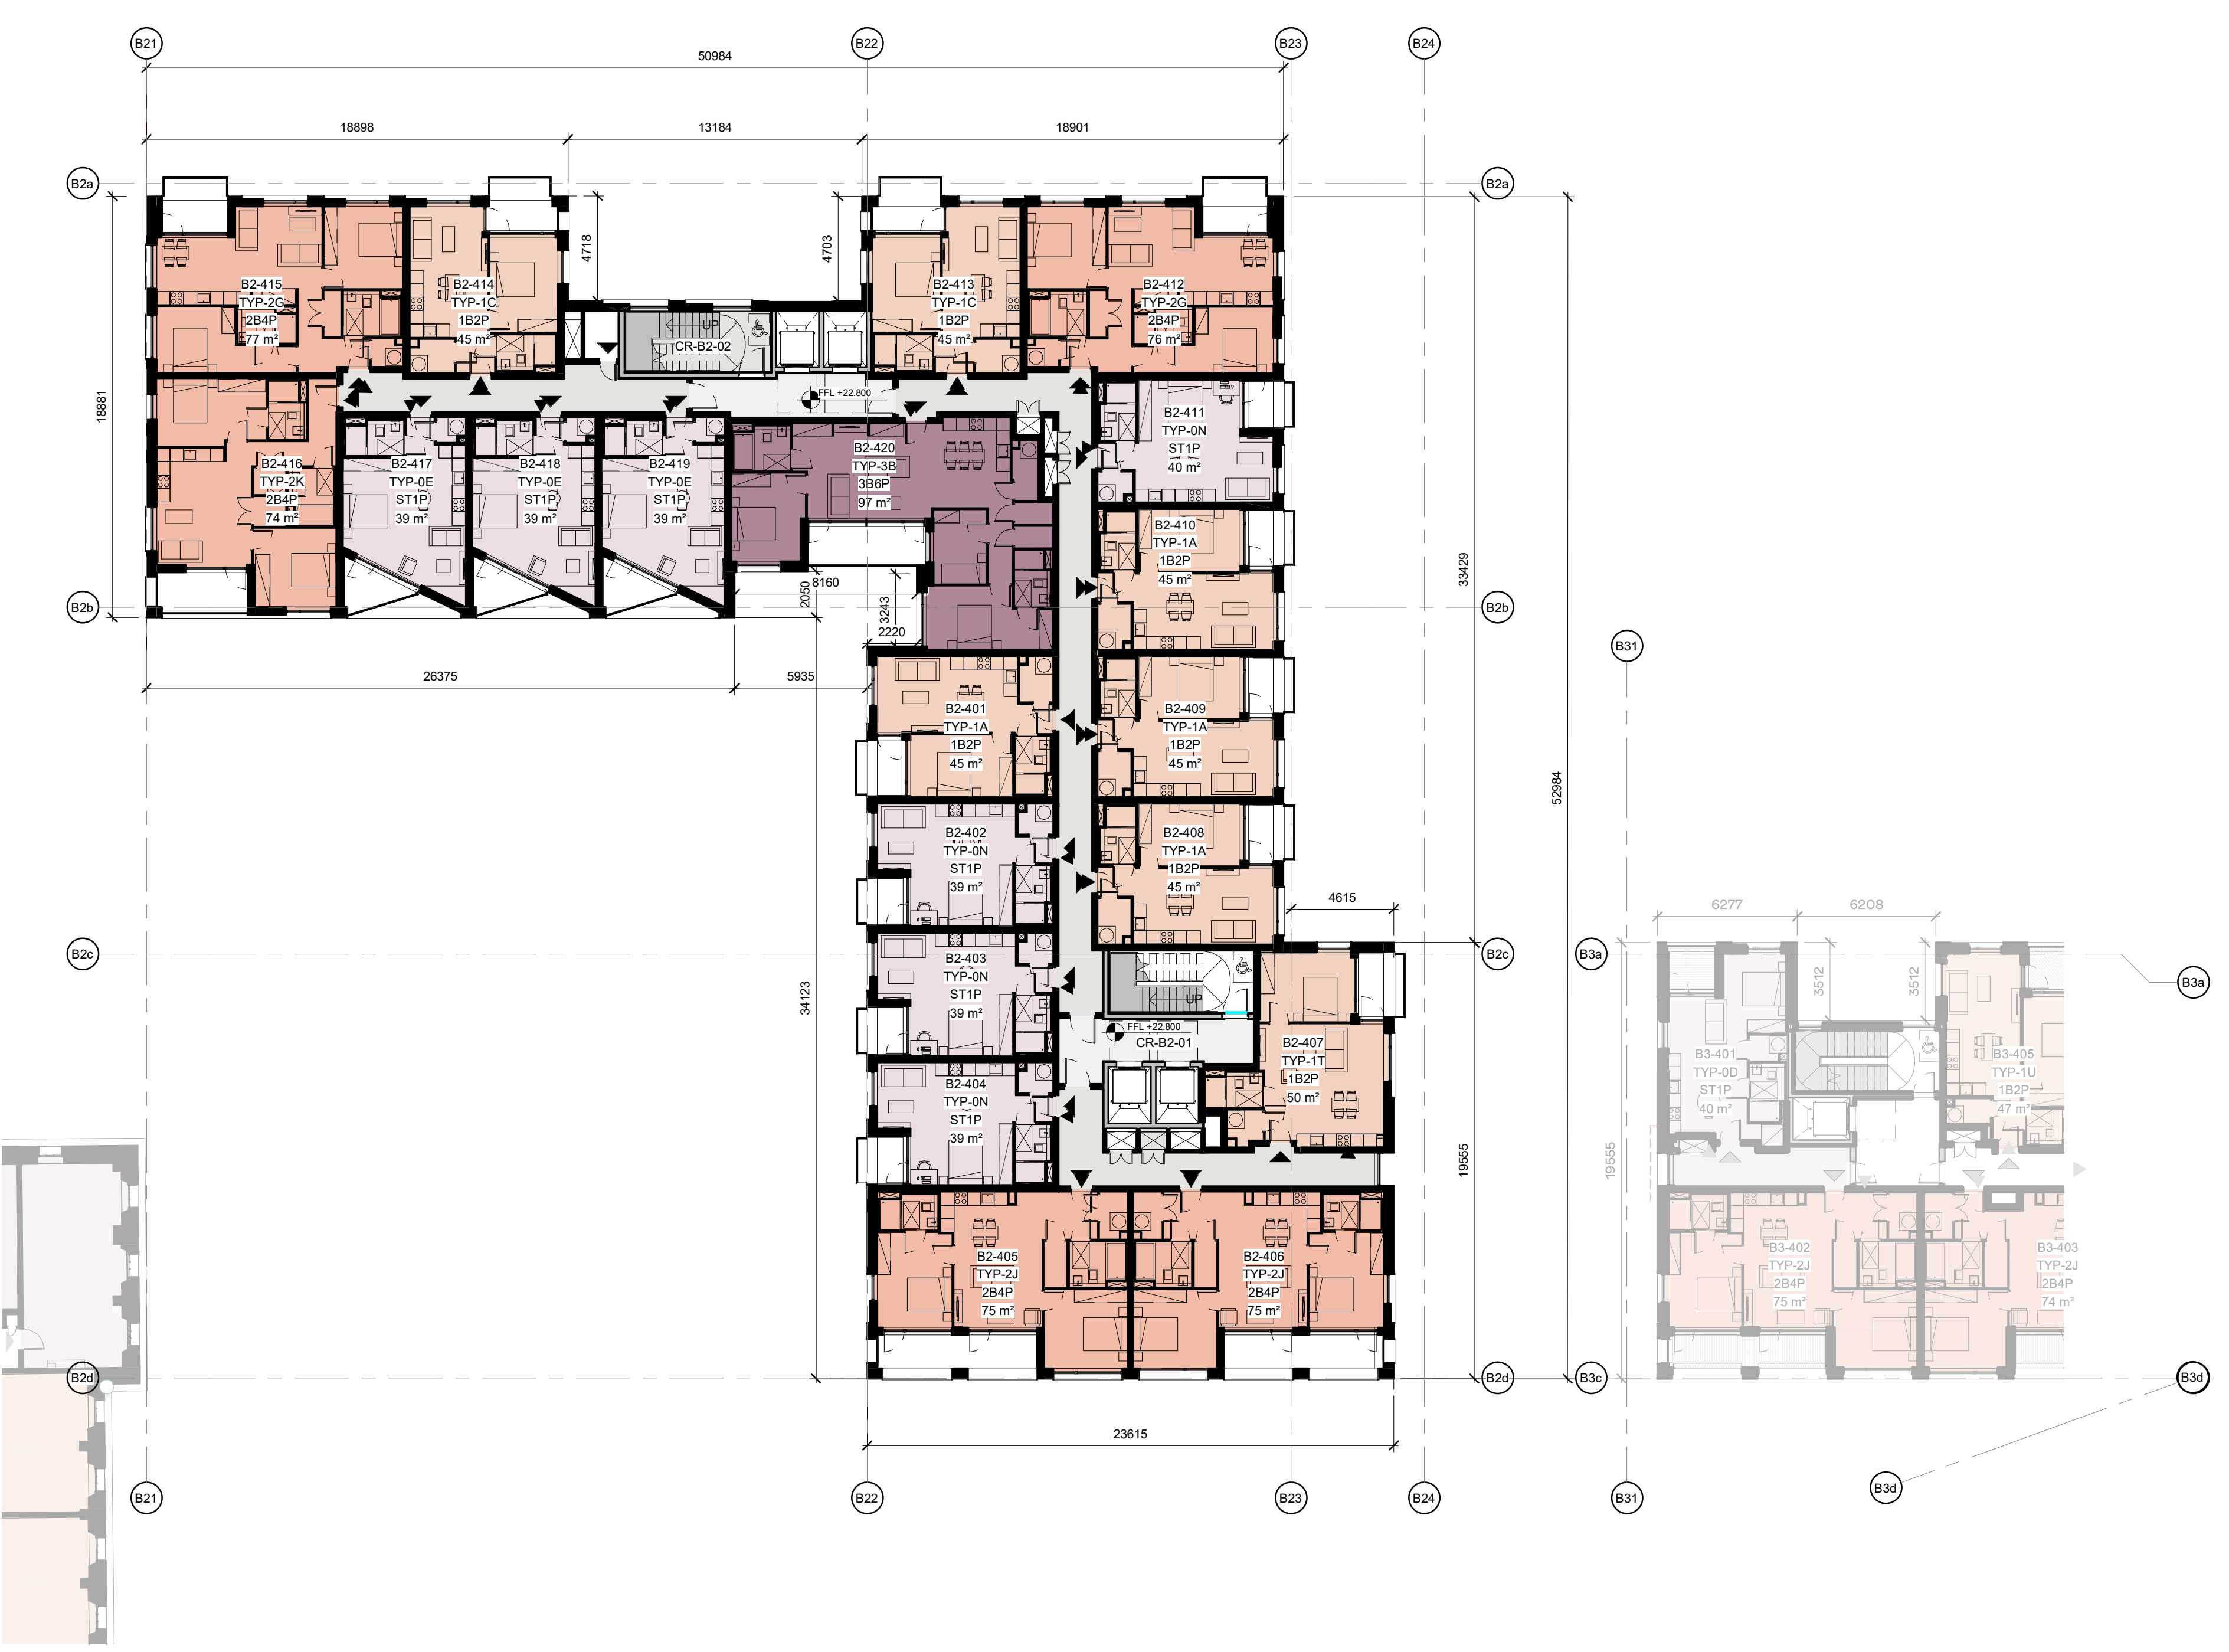 B21
B22
B23
B24
50984
18898
13184
18901
B2a
B2a
4718
4703
18881
33429
52984
B2-415
TYP-2G
2B4P
77 m²
B2-414
TYP-1C
1B2P
45 m²
UP
CR-B2-02
B2-413
TYP-1C
1B2P
45 m²
B2-412
TYP-2G
2B4P
76 m²
FFL +22.800
B2-411
TYP-0N
ST1P
40 m²
B2-416
TYP-2K
2B4P
74 m²
B2-417
TYP-0E
ST1P
39 m²
B2-418
TYP-0E
ST1P
39 m²
B2-419
TYP-0E
ST1P
39 m²
B2-420
TYP-3B
3B6P
97 m²
B2-410
TYP-1A
1B2P
45 m²
8160
2050
3243
2220
B2b
B2b
26375
5935
B31
B2-401
TYP-1A
1B2P
45 m²
B2-409
TYP-1A
1B2P
45 m²
B2-402
TYP-0N
ST1P
39 m²
B2-408
TYP-1A
1B2P
45 m²
4615
6277
6208
B2c
B2c
B3a
B3a
3512
3512
B2-403
TYP-0N
ST1P
39 m²
UP
FFL +22.800
CR-B2-01
34123
B2-407
TYP-1T
1B2P
50 m²
B3-401
TYP-0D
ST1P
40 m²
B3-405
TYP-1U
1B2P
47 m²
B2-404
TYP-0N
ST1P
39 m²
19555
19555
B2-405
TYP-2J
2B4P
75 m²
B2-406
TYP-2J
2B4P
75 m²
B3-402
TYP-2J
2B4P
75 m²
B3-403
TYP-2J
2B4P
74 m²
B2d
B2d
B3c
B3d
23615
B21
B22
B23
B24
B31
B3d